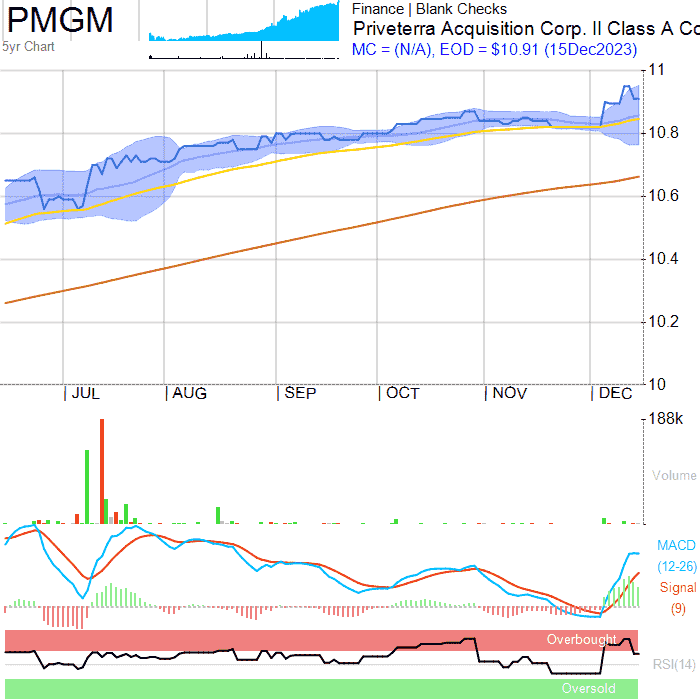 PMGM
5yr Chart
Finance | Blank Checks
Priveterra Acquisition Corp. II Class A Co
MC = (N/A), EOD = $10.91 (15Dec2023)
11
10.8
10.6
10.4
10.2
10
JUL AUG SEP OCT NOV DEC
188k
Volume
MACD
(12-26)
Signal
(9)
Overbought
RSI(14)
Oversold